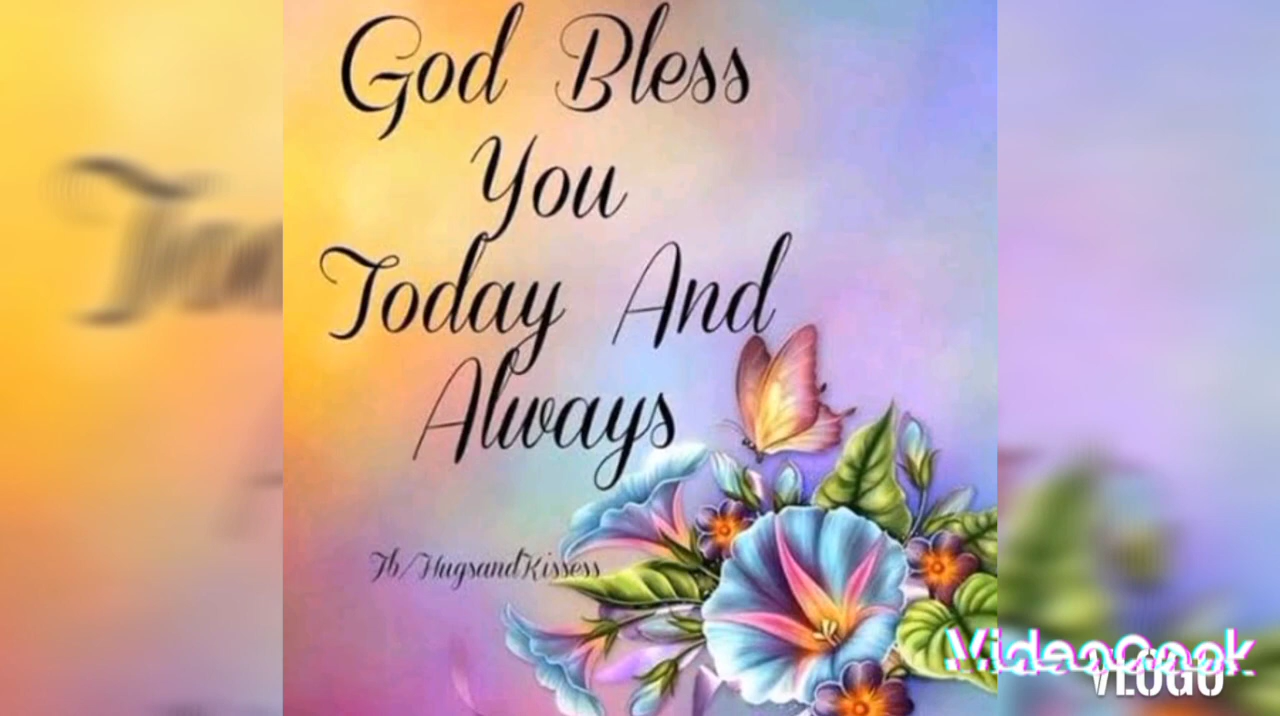 God Bless
You
Today And
Always
Fb/HugsandKissess
VideoCook
VLOGO